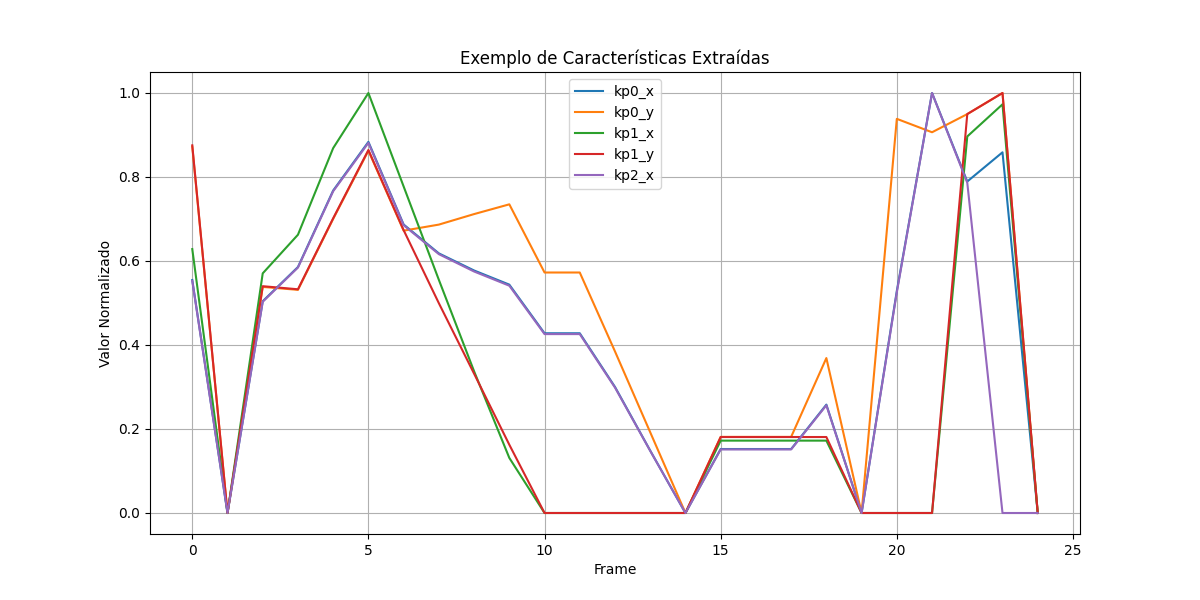 Exemplo de Características Extraídas
kp0_x
kp0_y
kp1_x
kp1_y
kp2_x
Valor Normalizado
1.0
0.8
0.6
0.4
0.2
0.0
0 5 10 15 20 25
Frame